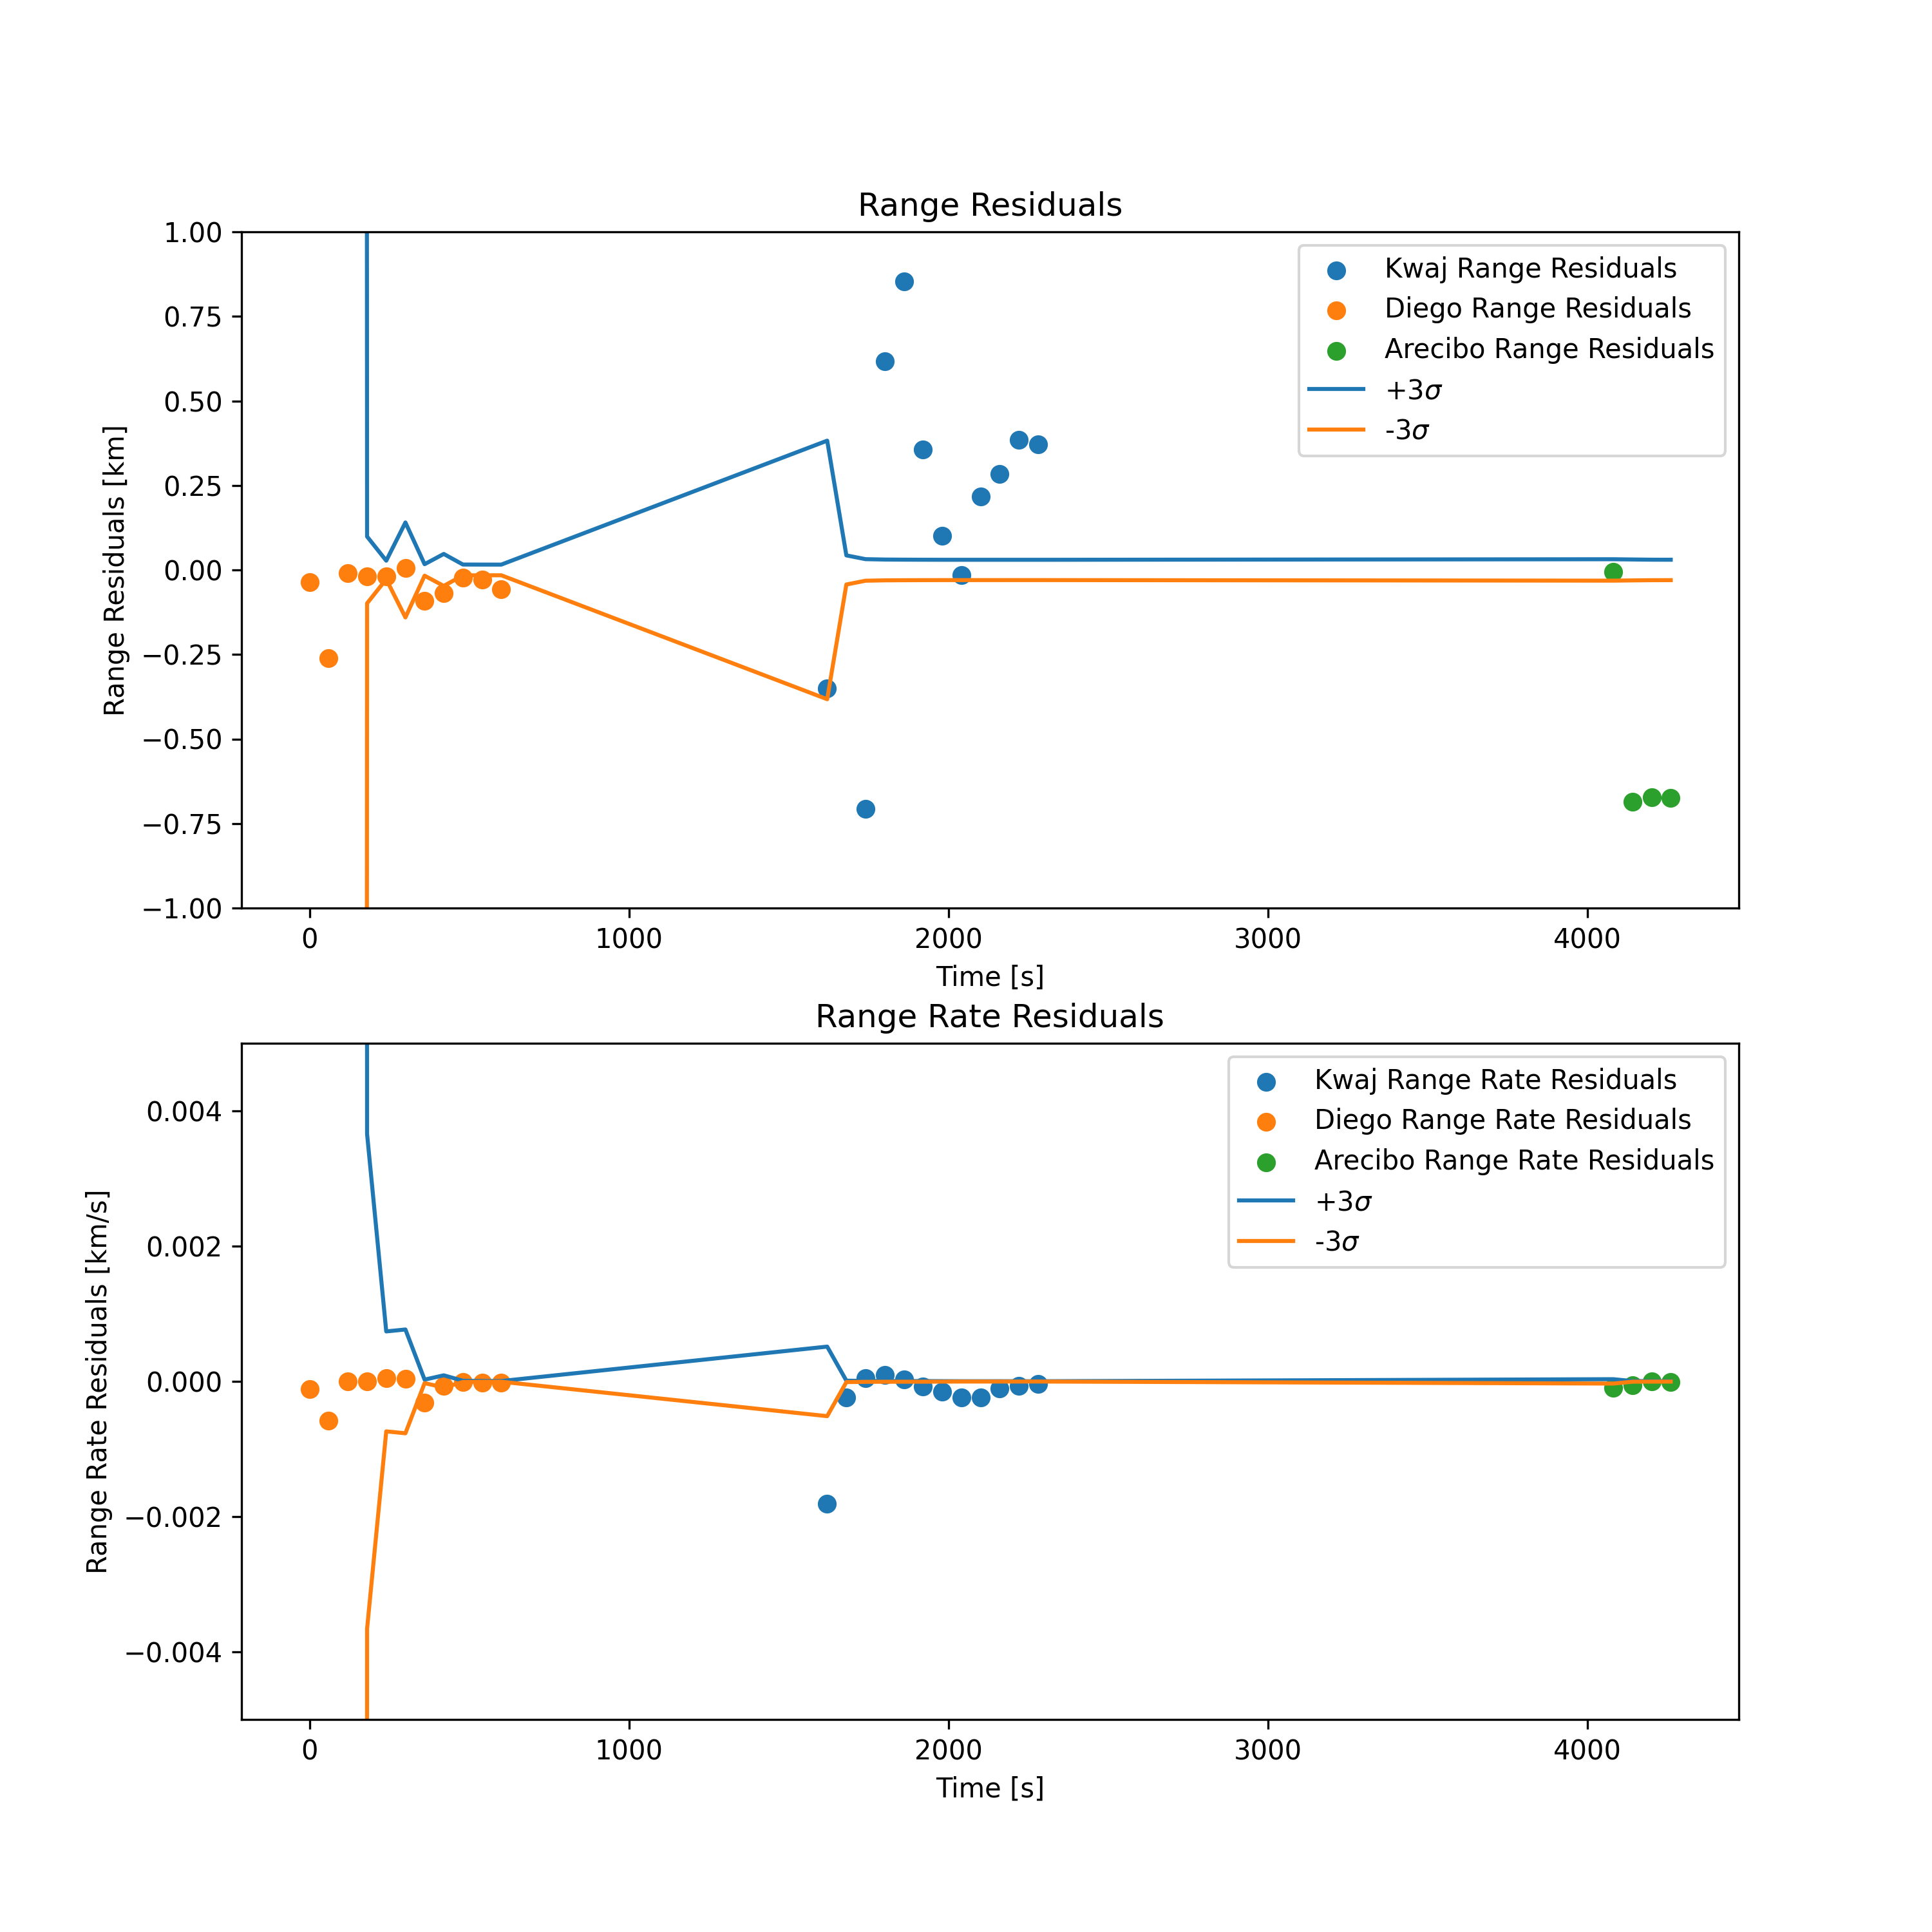 Range Residuals
1.00
0.75
0.50
0.25
0.00
−0.25
−0.50
−0.75
−1.00
Range Residuals [km]
Kwaj Range Residuals
Diego Range Residuals
Arecibo Range Residuals
+3σ
-3σ
0 1000 2000 3000 4000
Time [s]
Range Rate Residuals
0.004
0.002
0.000
−0.002
−0.004
Range Rate Residuals [km/s]
Kwaj Range Rate Residuals
Diego Range Rate Residuals
Arecibo Range Rate Residuals
+3σ
-3σ
0 1000 2000 3000 4000
Time [s]